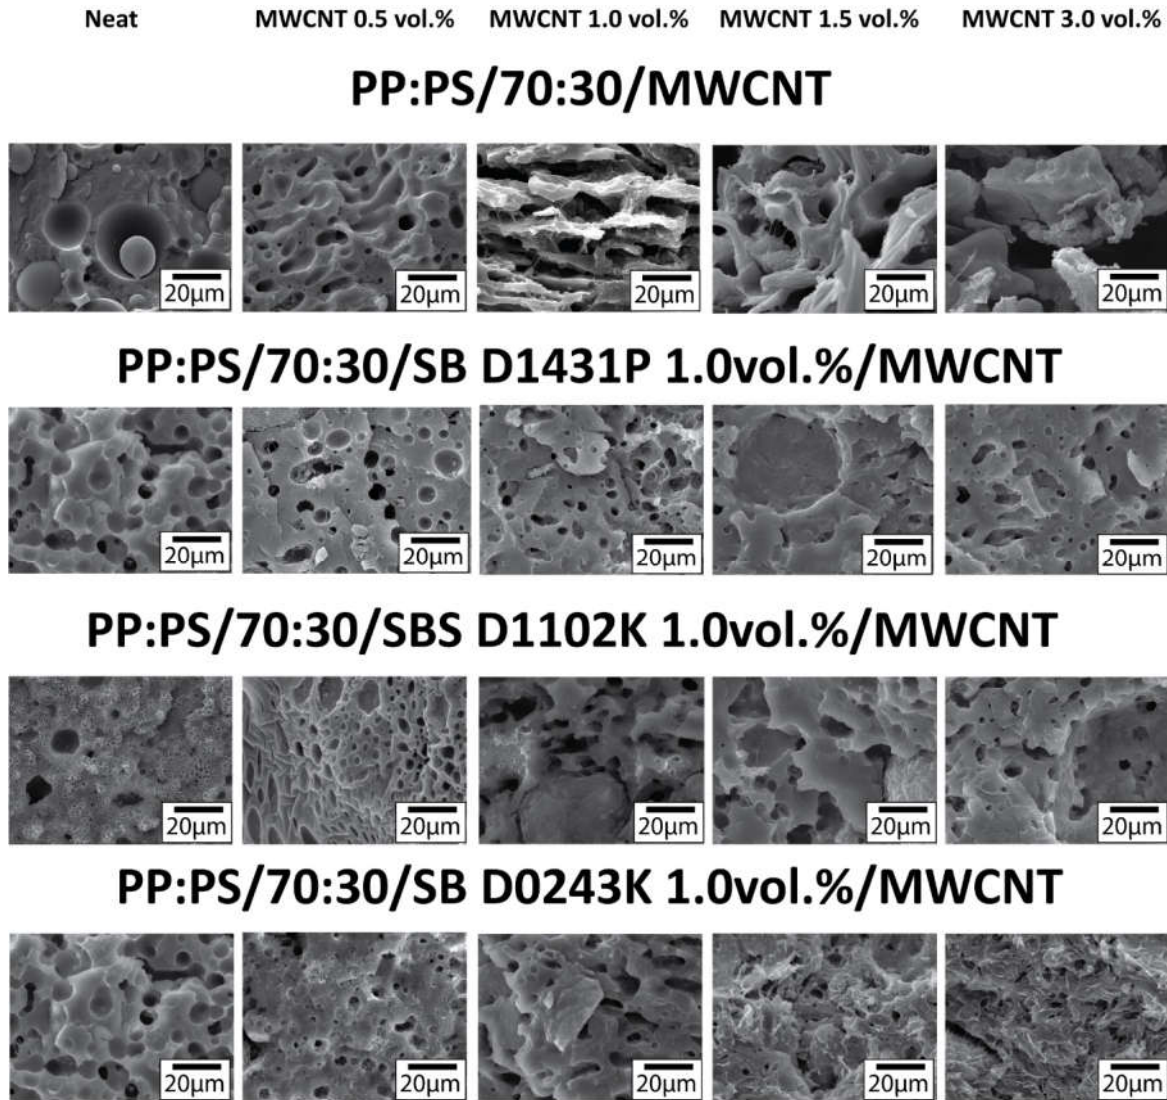 Neat MWCNT 0.5 vol.% MWCNT 1.0 vol.% MWCNT 1.5 vol.% MWCNT 3.0 vol.%
PP:PS/70:30/MWCNT
20µm 20µm 20µm 20µm 20µm
PP:PS/70:30/SB D1431P 1.0vol.%/MWCNT
20µm 20µm 20µm 20µm 20µm
PP:PS/70:30/SBS D1102K 1.0vol.%/MWCNT
20µm 20µm 20µm 20µm 20µm
PP:PS/70:30/SB D0243K 1.0vol.%/MWCNT
20µm 20µm 20µm 20µm 20µm